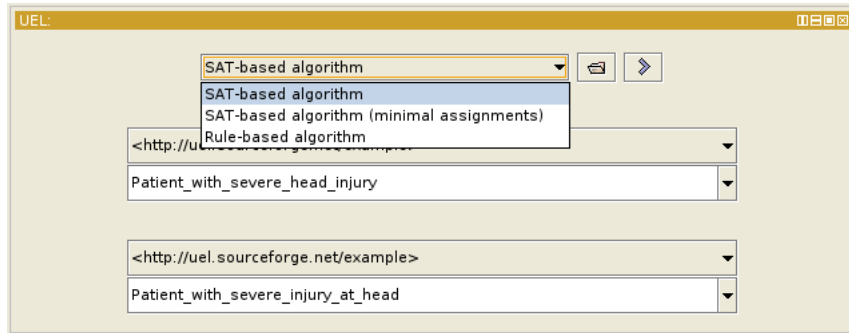 UEL:
SAT-based algorithm
SAT-based algorithm
SAT-based algorithm (minimal assignments)
Rule-based algorithm
Patient_with_severe_head_injury
<http://uel.sourceforge.net/example>
Patient_with_severe_injury_at_head